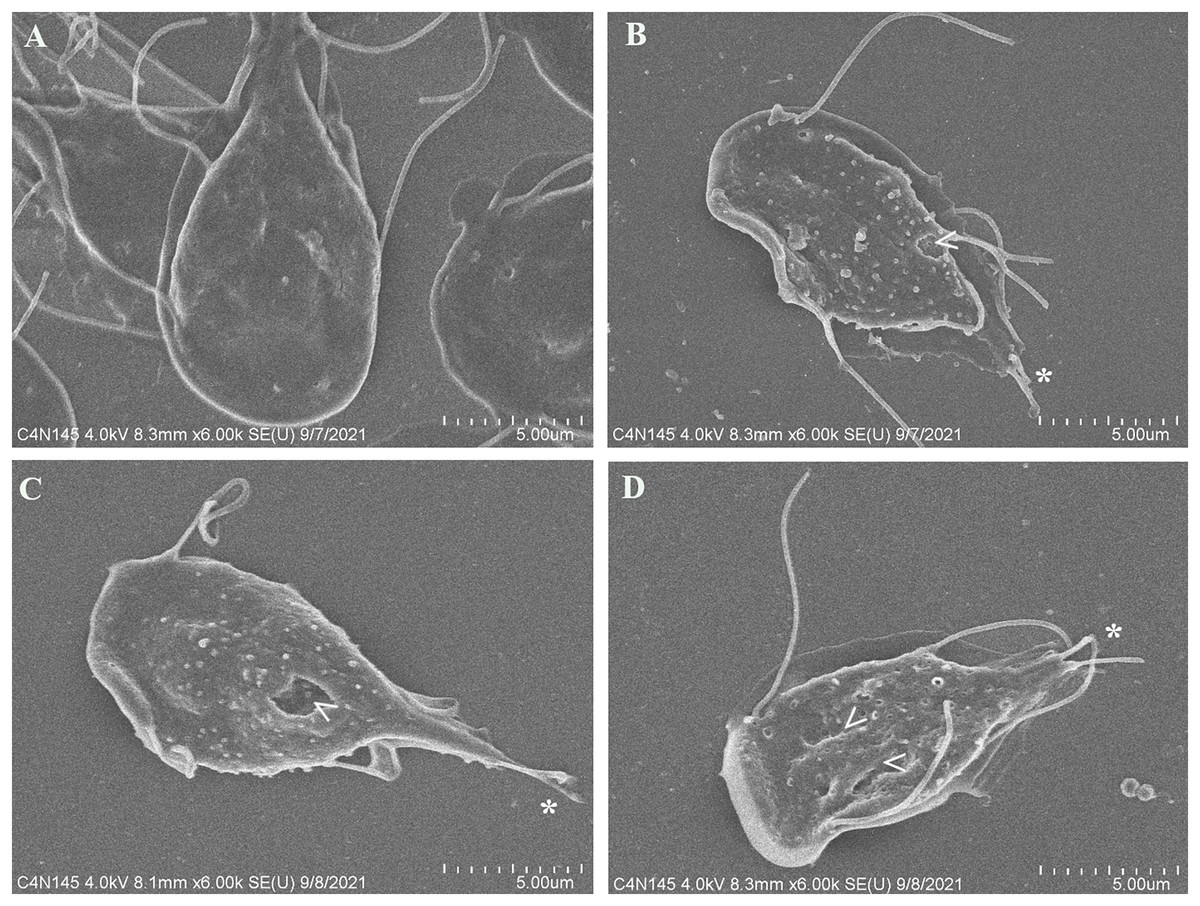 A
C4N145 4.0kV 8.3mm x6.00k SE(U) 9/7/2021 5.00um
B
*
C4N145 4.0kV 8.3mm x6.00k SE(U) 9/7/2021 5.00um
C
*
C4N145 4.0kV 8.1mm x6.00k SE(U) 9/8/2021 5.00um
D
*
C4N145 4.0kV 8.3mm x6.00k SE(U) 9/8/2021 5.00um